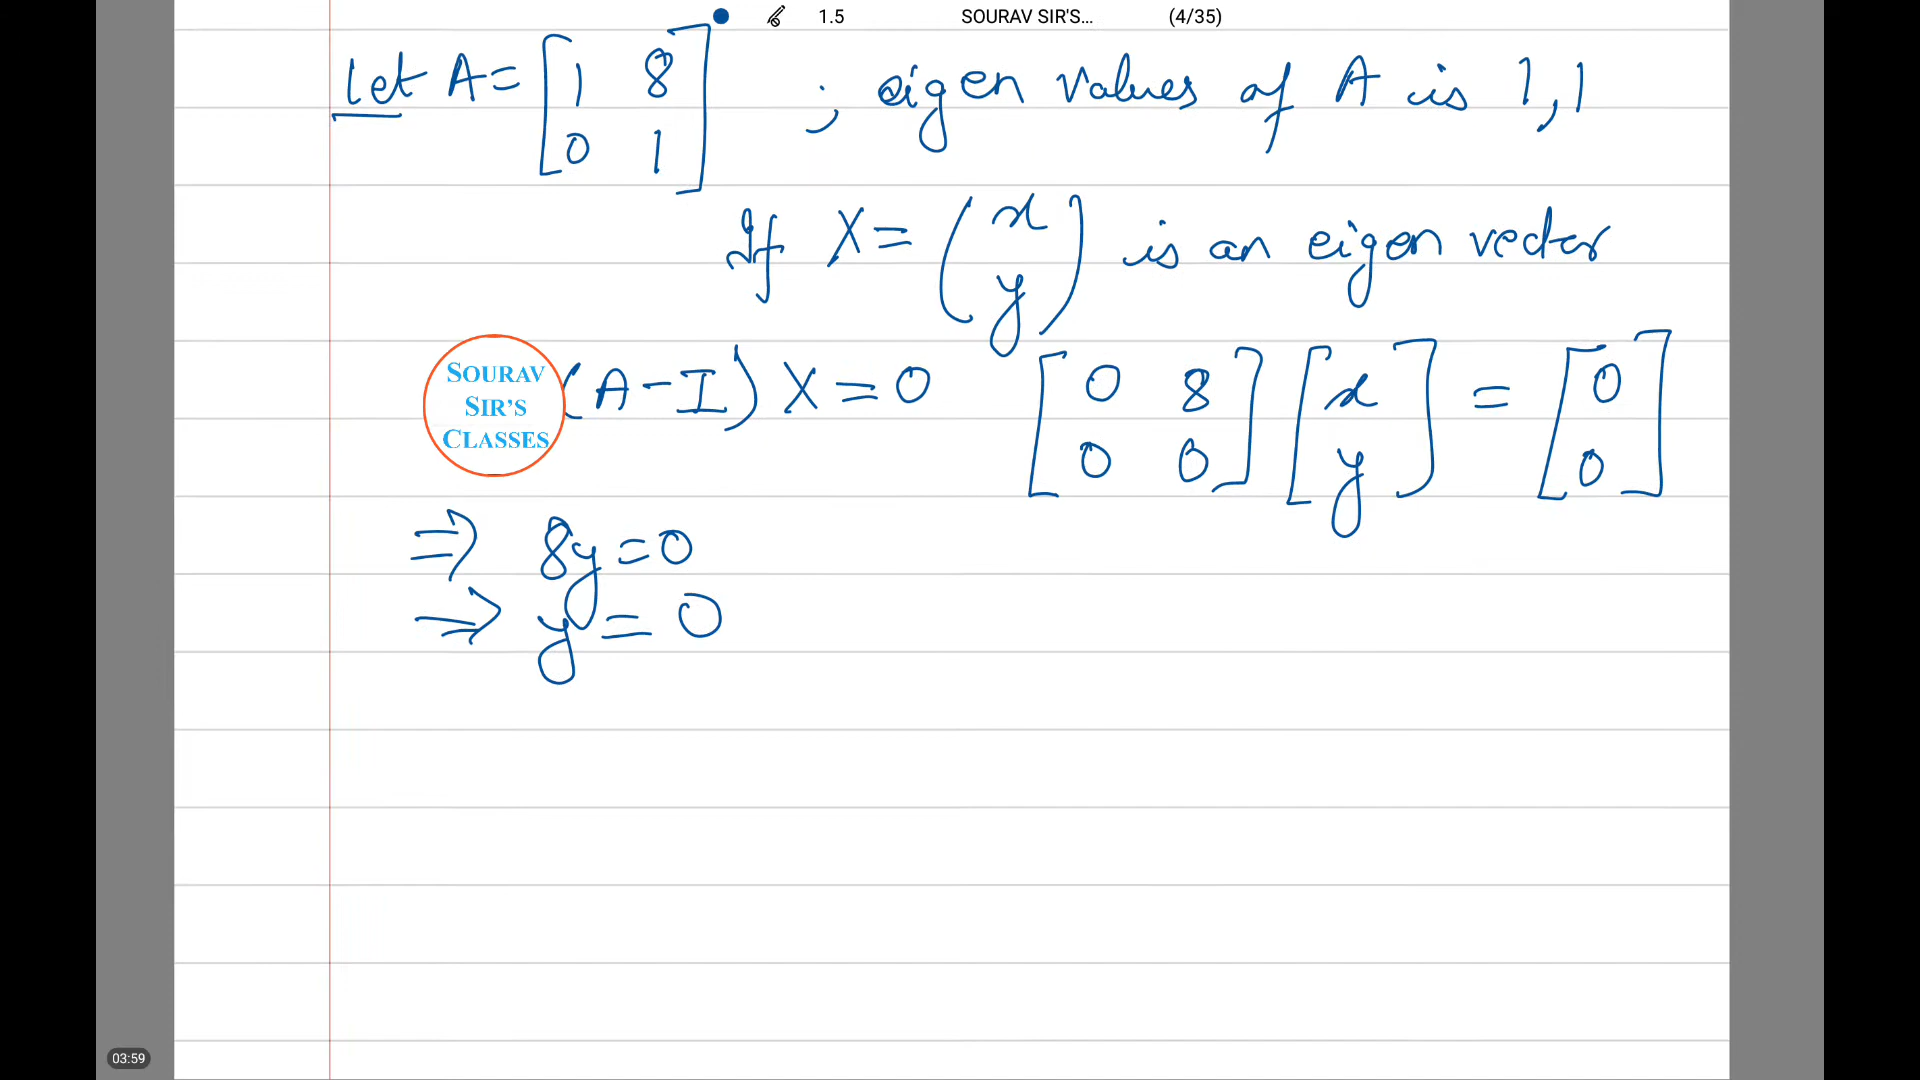 1.5 SOURAV SIR'S... (4/35)
Let A = [1 8
0 1] ; eigen values of A is 1, 1
If X = (x
y) is an eigen vector
SOURAV
SIR'S
CLASSES
(A-I) X = 0 [0 8
0 0] [x
y] = [0
0]
⇒ 8y = 0
⇒ y = 0
03:59